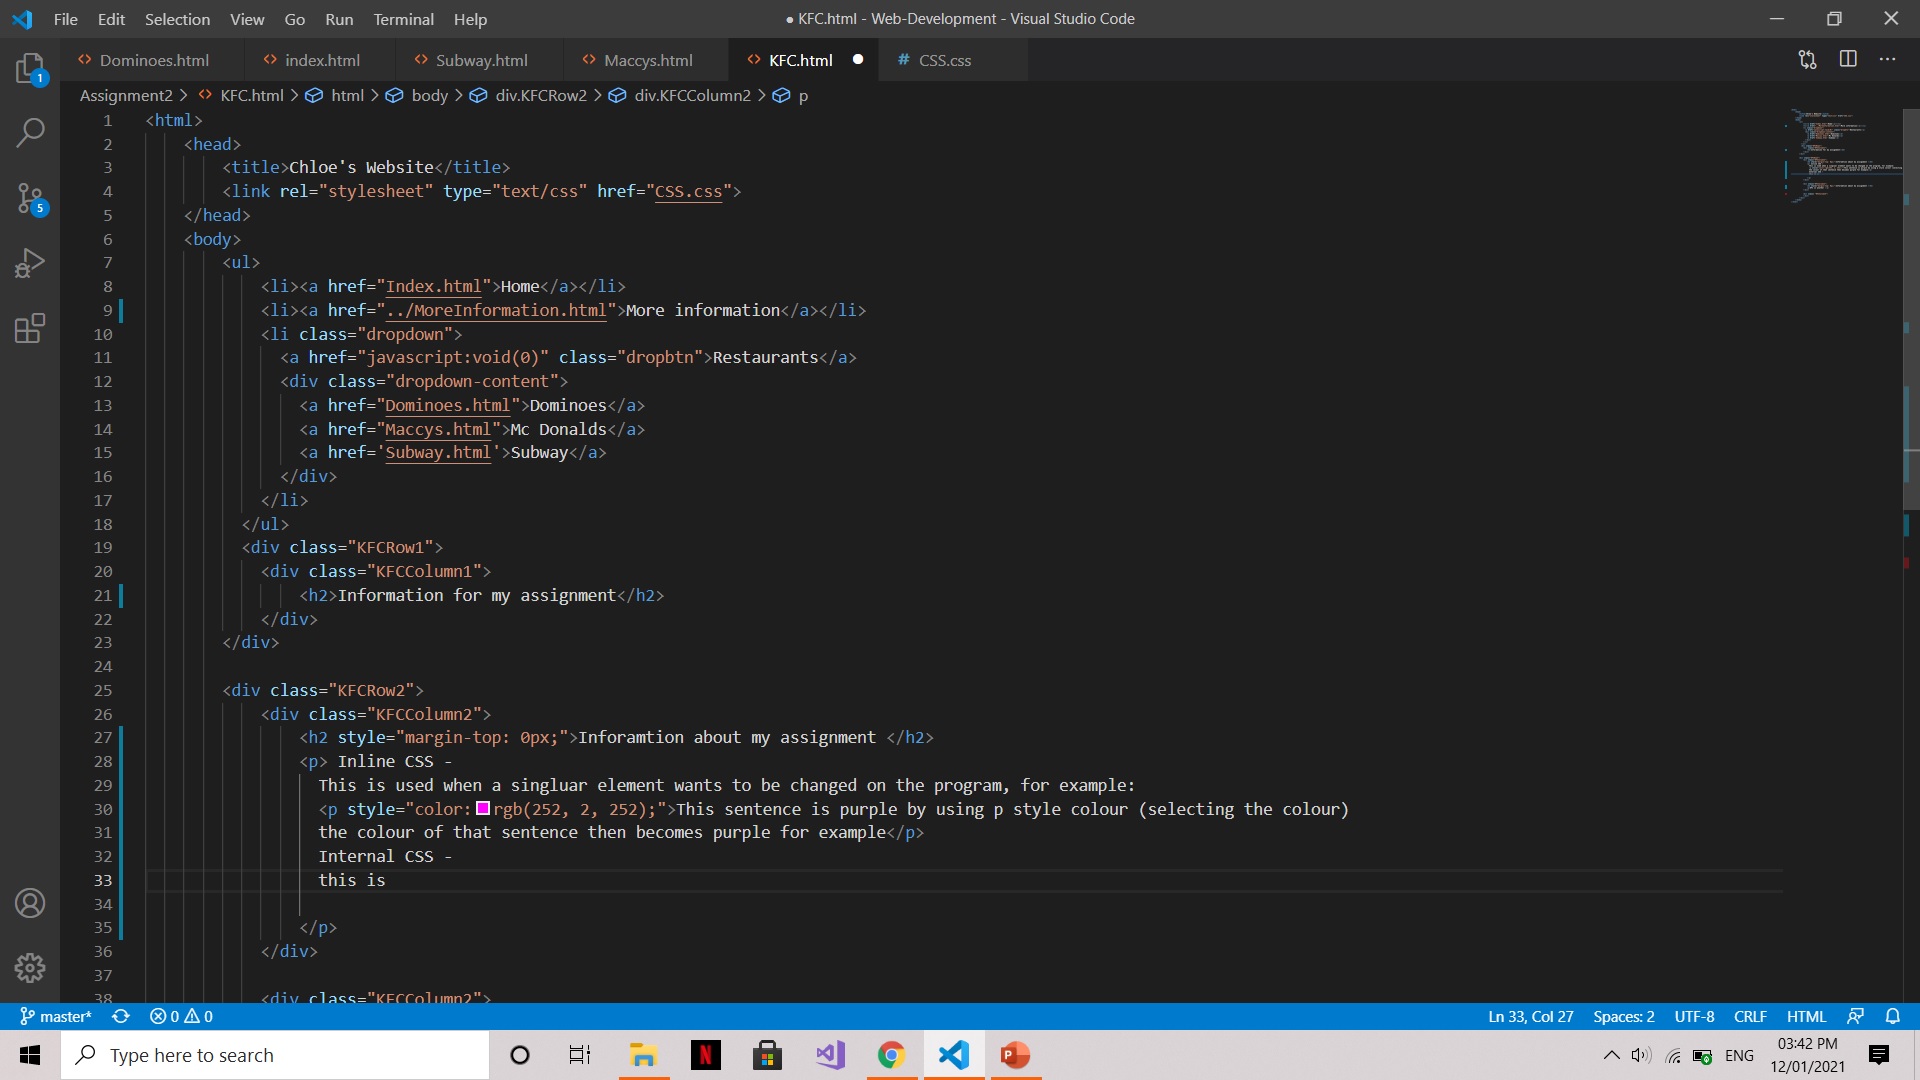 File Edit Selection View Go Run Terminal Help
● KFC.html - Web-Development - Visual Studio Code
Dominoes.html index.html Subway.html Maccys.html KFC.html ● # CSS.css
Assignment2 > KFC.html > html > body > div.KFCRow2 > div.KFCColumn2 > p
1
5
1 <html>
2 <head>
3 <title>Chloe's Website</title>
4 <link rel="stylesheet" type="text/css" href="CSS.css">
5 </head>
6 <body>
7 <ul>
8 <li><a href="Index.html">Home</a></li>
9 <li><a href="../MoreInformation.html">More information</a></li>
10 <li class="dropdown">
11 <a href="javascript:void(0)" class="dropbtn">Restaurants</a>
12 <div class="dropdown-content">
13 <a href="Dominoes.html">Dominoes</a>
14 <a href="Maccys.html">Mc Donalds</a>
15 <a href='Subway.html'>Subway</a>
16 </div>
17 </li>
18 </ul>
19 <div class="KFCRow1">
20 <div class="KFCColumn1">
21 <h2>Information for my assignment</h2>
22 </div>
23 </div>
24
25 <div class="KFCRow2">
26 <div class="KFCColumn2">
27 <h2 style="margin-top: 0px;">Inforamtion about my assignment </h2>
28 <p> Inline CSS -
29 This is used when a singluar element wants to be changed on the program, for example:
30 <p style="color: rgb(252, 2, 252);">This sentence is purple by using p style colour (selecting the colour)
31 the colour of that sentence then becomes purple for example</p>
32 Internal CSS -
33 this is
34
35 </p>
36 </div>
37
38 <div class="KFCColumn2">
master* 0 0 Ln 33, Col 27 Spaces: 2 UTF-8 CRLF HTML
Type here to search
ENG
03:42 PM
12/01/2021